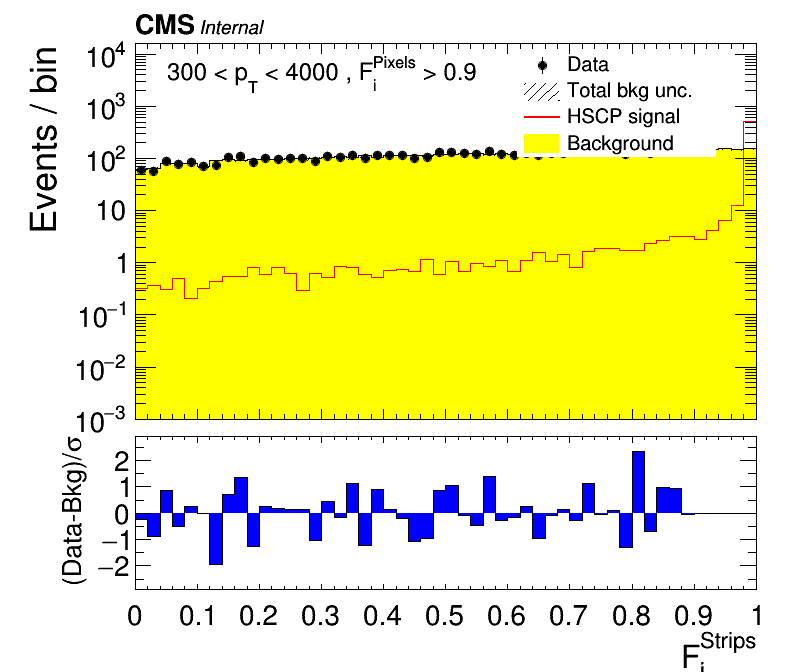 CMS Internal
Events / bin
10⁴
10³
10²
10
1
10⁻¹
10⁻²
10⁻³
300 < p_T < 4000 , F_i^Pixels > 0.9
Data
Total bkg unc.
HSCP signal
Background
(Data-Bkg)/σ
2
1
0
−1
−2
0 0.1 0.2 0.3 0.4 0.5 0.6 0.7 0.8 0.9 1
F_i^Strips